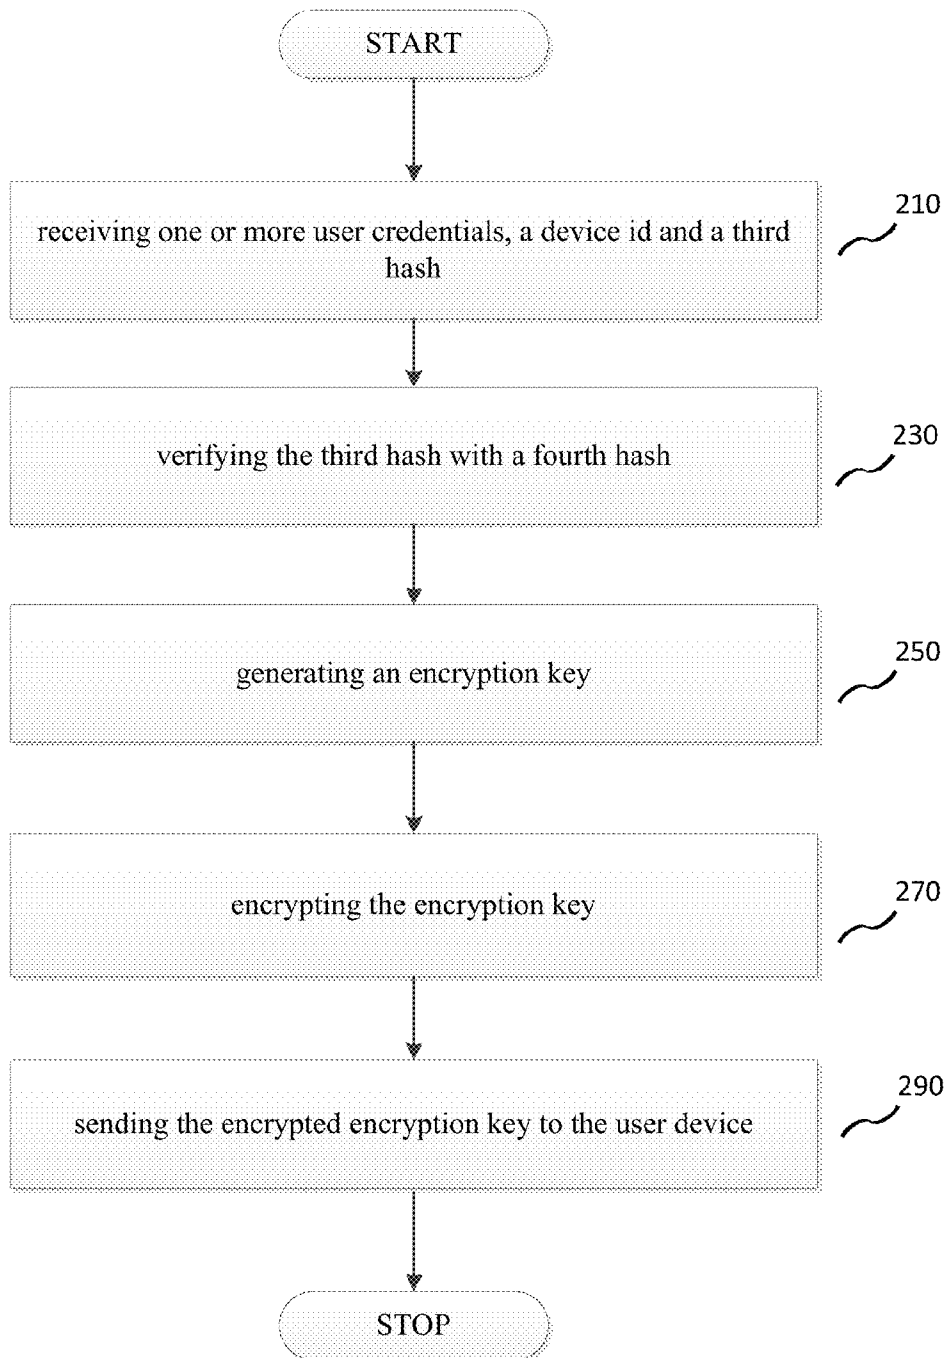 START
receiving one or more user credentials, a device id and a third
hash
210
verifying the third hash with a fourth hash
230
generating an encryption key
250
encrypting the encryption key
270
sending the encrypted encryption key to the user device
290
STOP